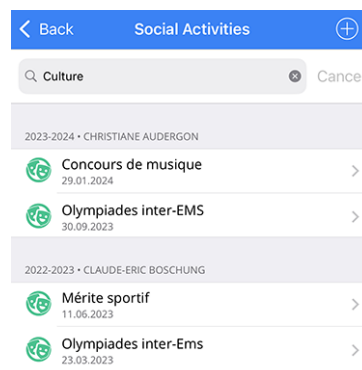 Back Social Activities
Culture Cance
2023-2024 • CHRISTIANE AUDERGON
Concours de musique
29.01.2024
Olympiades inter-EMS
30.09.2023
2022-2023 • CLAUDE-ERIC BOSCHUNG
Mérite sportif
11.06.2023
Olympiades inter-Ems
23.03.2023